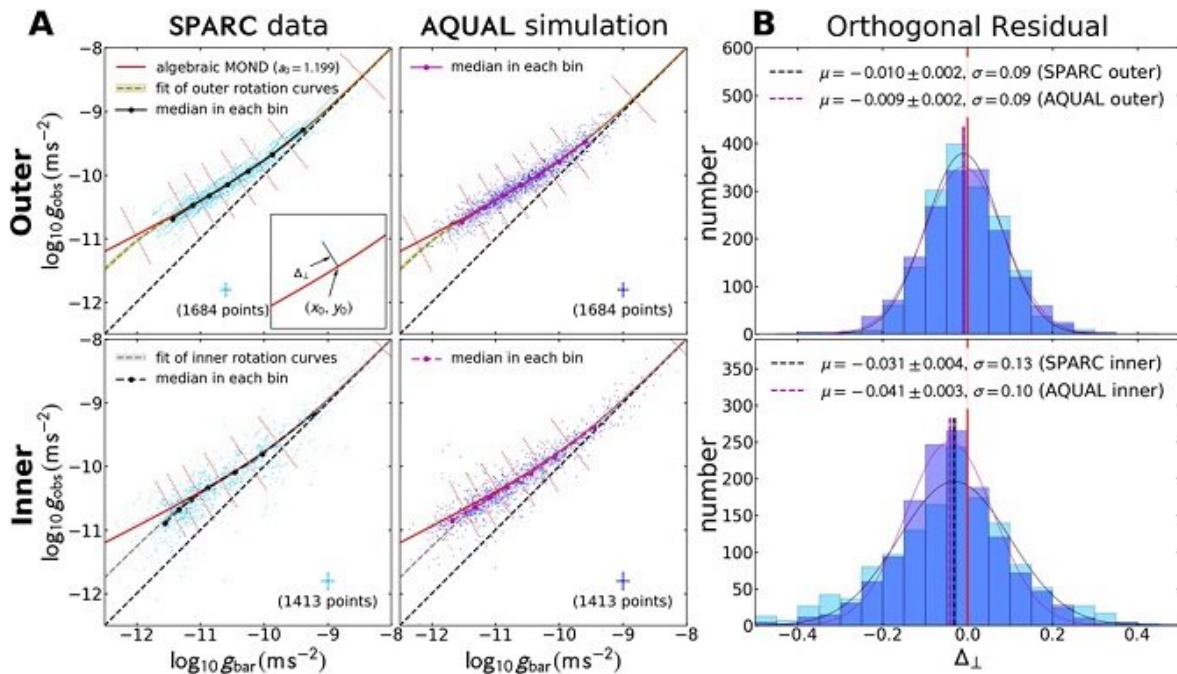 A SPARC data AQUAL simulation B Orthogonal Residual
Outer
log₁₀ g_obs (ms⁻²)
−8
−9
−10
−11
−12
algebraic MOND (a₀ = 1.199)
fit of outer rotation curves
median in each bin
Δ⊥
(x₀, y₀)
(1684 points)
median in each bin
(1684 points)
number
600
500
400
300
200
100
0
μ = −0.010 ± 0.002, σ = 0.09 (SPARC outer)
μ = −0.009 ± 0.002, σ = 0.09 (AQUAL outer)
Inner
log₁₀ g_obs (ms⁻²)
−8
−9
−10
−11
−12
fit of inner rotation curves
median in each bin
(1413 points)
−12 −11 −10 −9
log₁₀ g_bar (ms⁻²)
median in each bin
(1413 points)
−12 −11 −10 −9 −8
log₁₀ g_bar (ms⁻²)
number
350
300
250
200
150
100
50
0
μ = −0.031 ± 0.004, σ = 0.13 (SPARC inner)
μ = −0.041 ± 0.003, σ = 0.10 (AQUAL inner)
−0.4 −0.2 0.0 0.2 0.4
Δ⊥